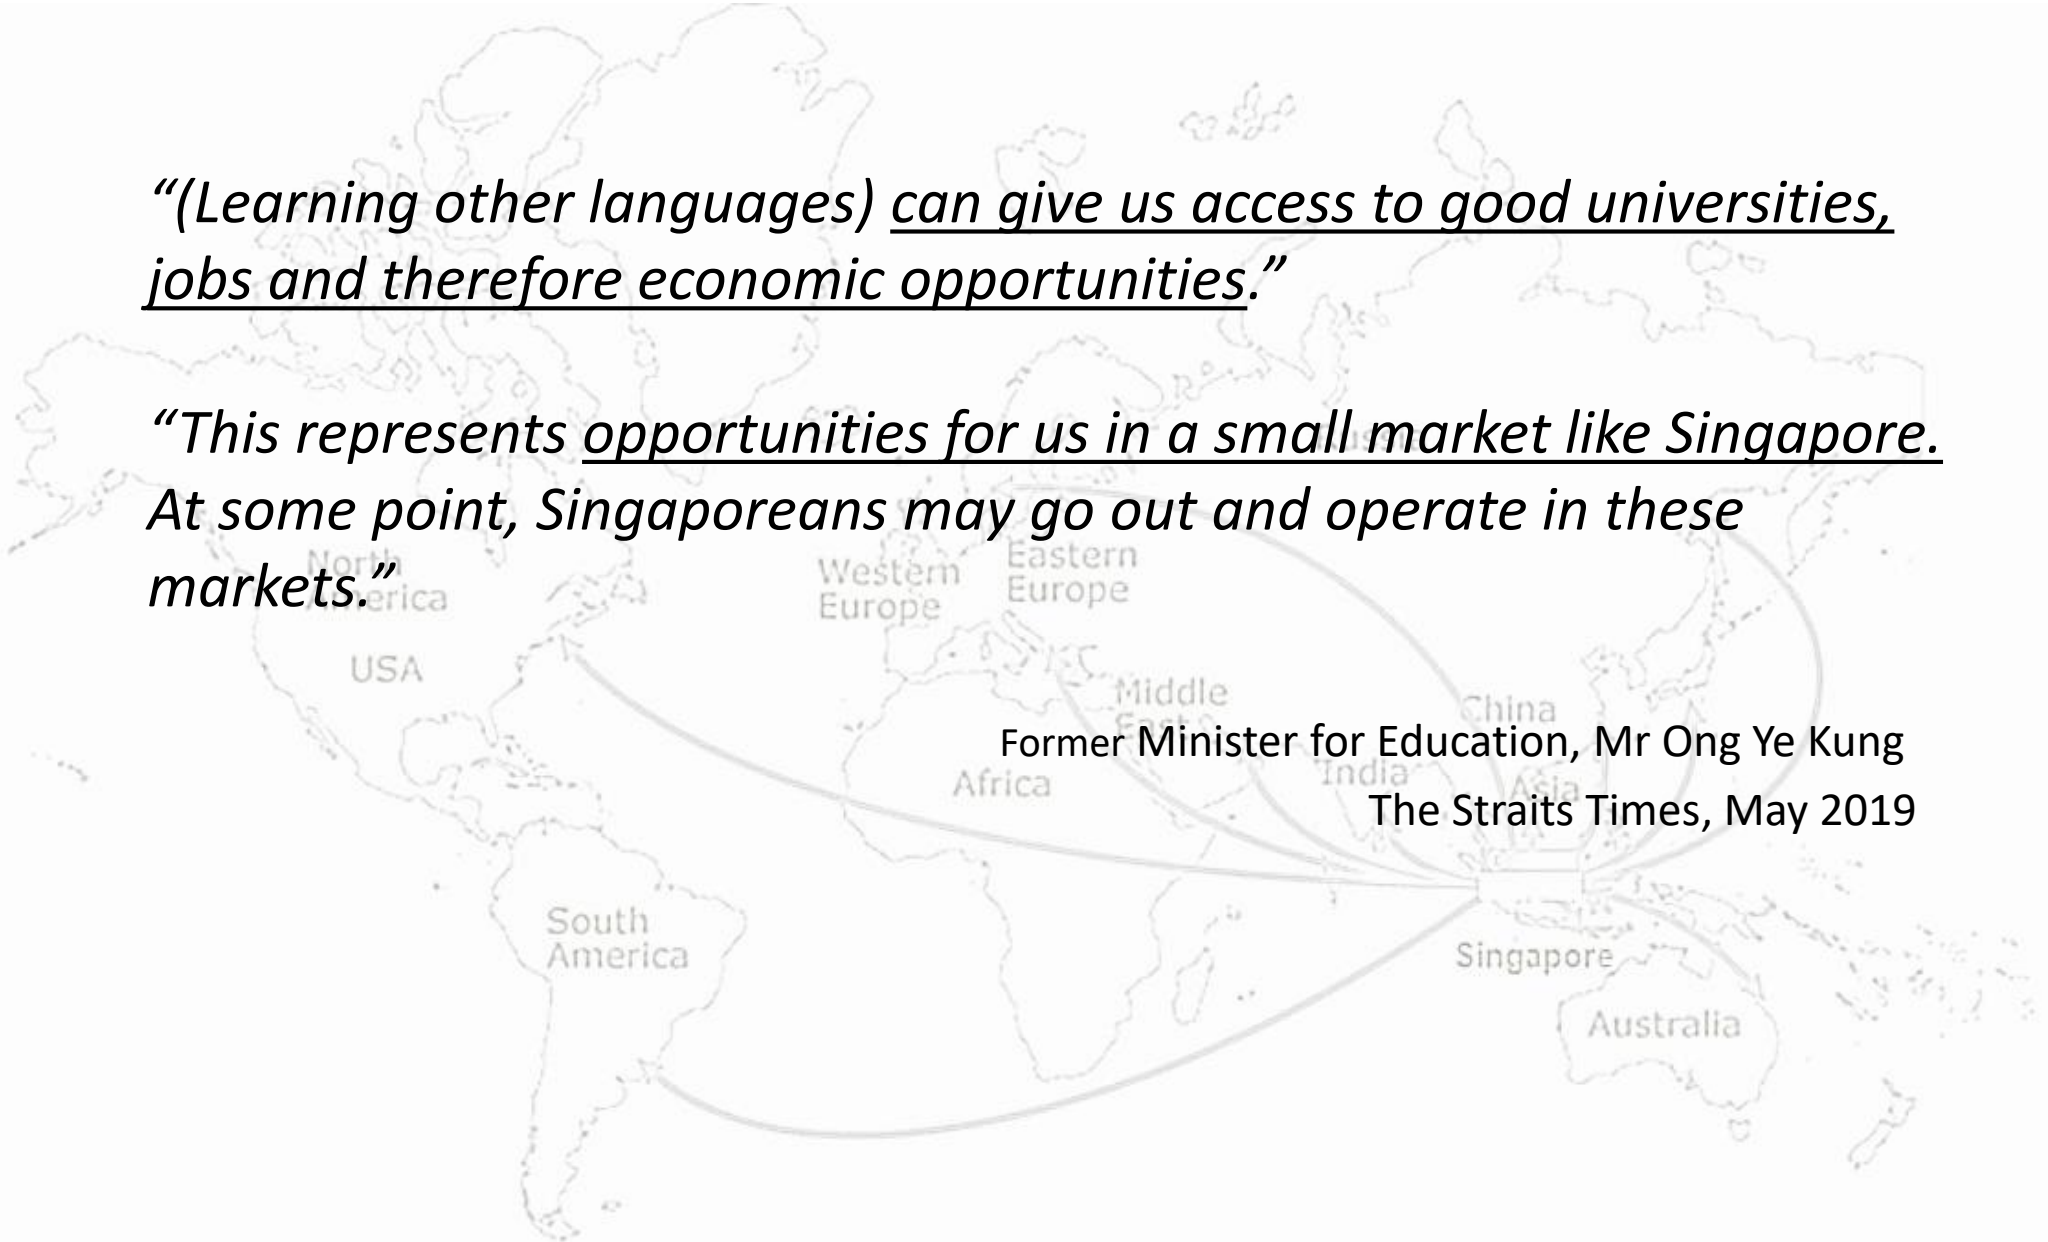 “(Learning other languages) can give us access to good universities,
jobs and therefore economic opportunities.”
“This represents opportunities for us in a small market like Singapore.
At some point, Singaporeans may go out and operate in these
markets.”
Former Minister for Education, Mr Ong Ye Kung
The Straits Times, May 2019
Russia
North
America
USA
Western
Europe
Eastern
Europe
Middle
East
Africa
India
China
Asia
South
America
Singapore
Australia